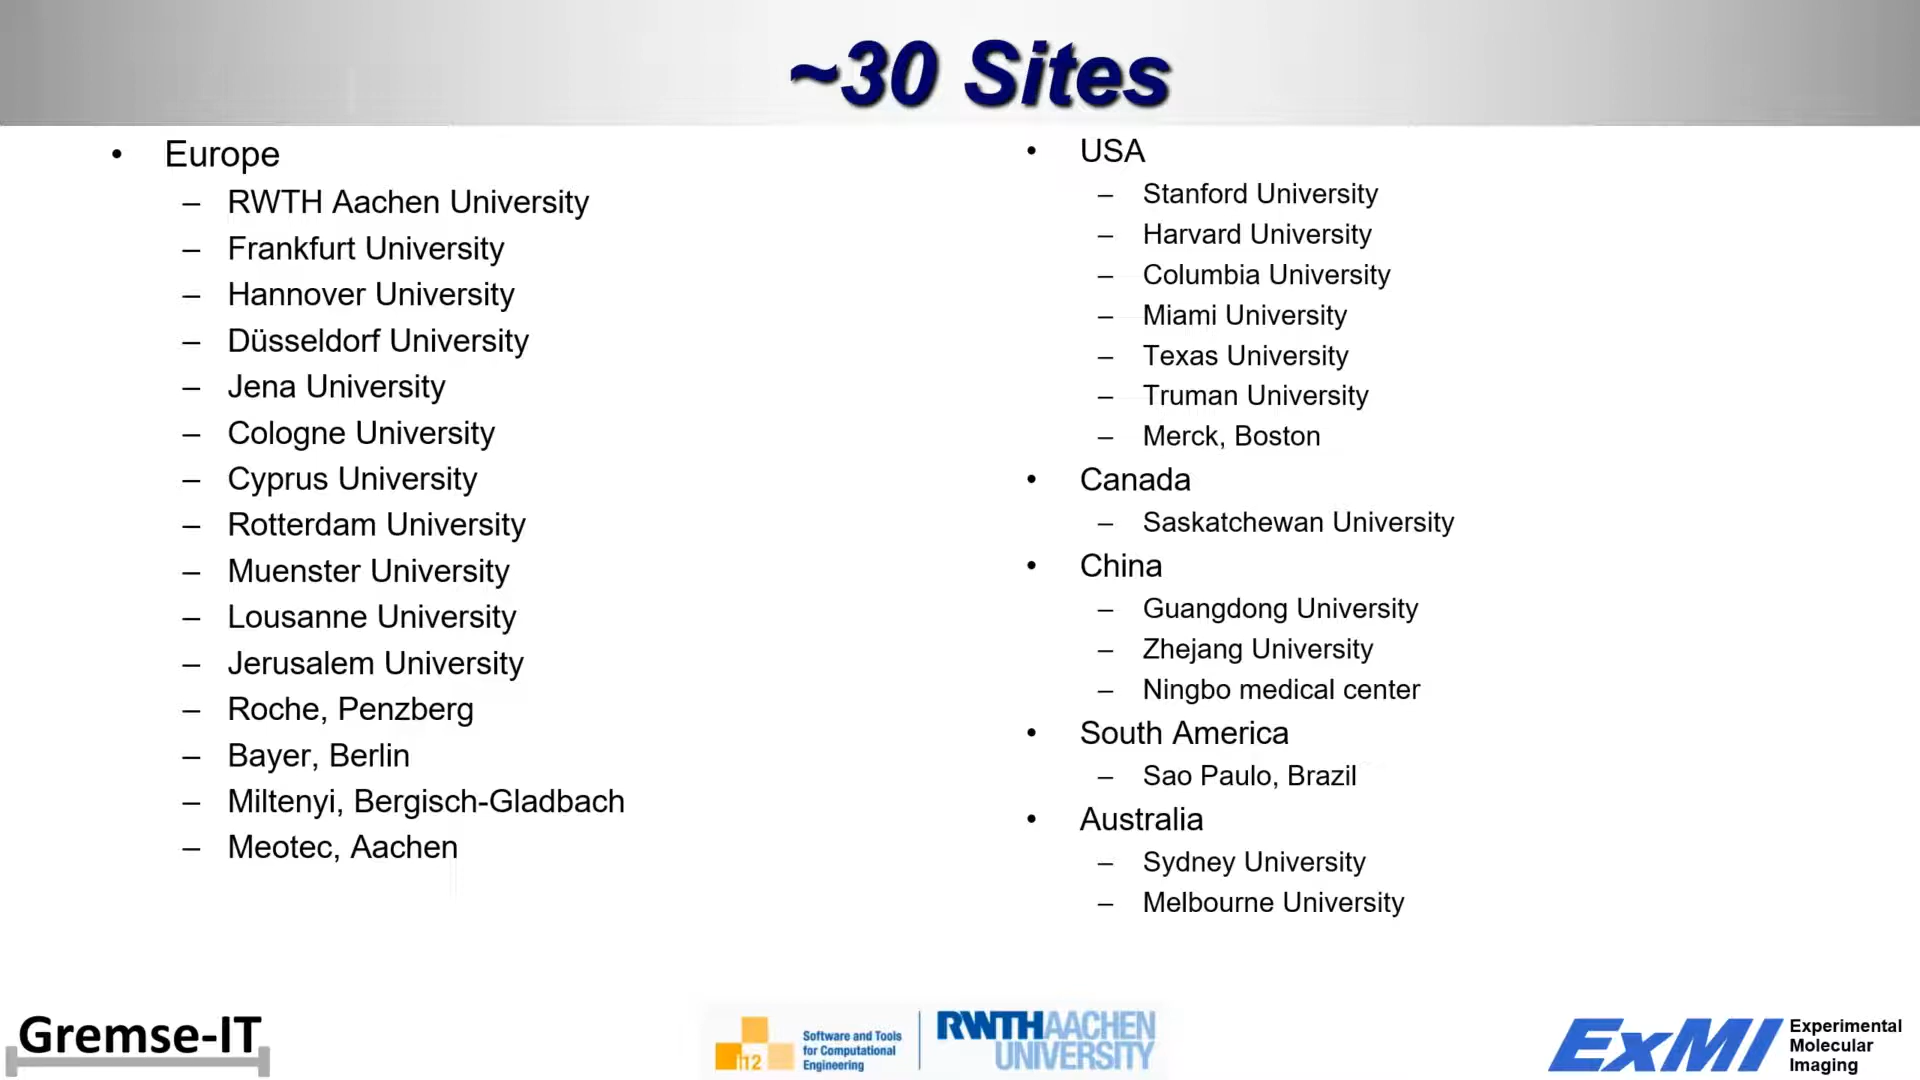 ~30 Sites
• Europe
– RWTH Aachen University
– Frankfurt University
– Hannover University
– Düsseldorf University
– Jena University
– Cologne University
– Cyprus University
– Rotterdam University
– Muenster University
– Lousanne University
– Jerusalem University
– Roche, Penzberg
– Bayer, Berlin
– Miltenyi, Bergisch-Gladbach
– Meotec, Aachen
• USA
– Stanford University
– Harvard University
– Columbia University
– Miami University
– Texas University
– Truman University
– Merck, Boston
• Canada
– Saskatchewan University
• China
– Guangdong University
– Zhejang University
– Ningbo medical center
• South America
– Sao Paulo, Brazil
• Australia
– Sydney University
– Melbourne University
Gremse-IT
i12
Software and Tools
for Computational
Engineering
RWTHAACHEN
UNIVERSITY
ExMI
Experimental
Molecular
Imaging